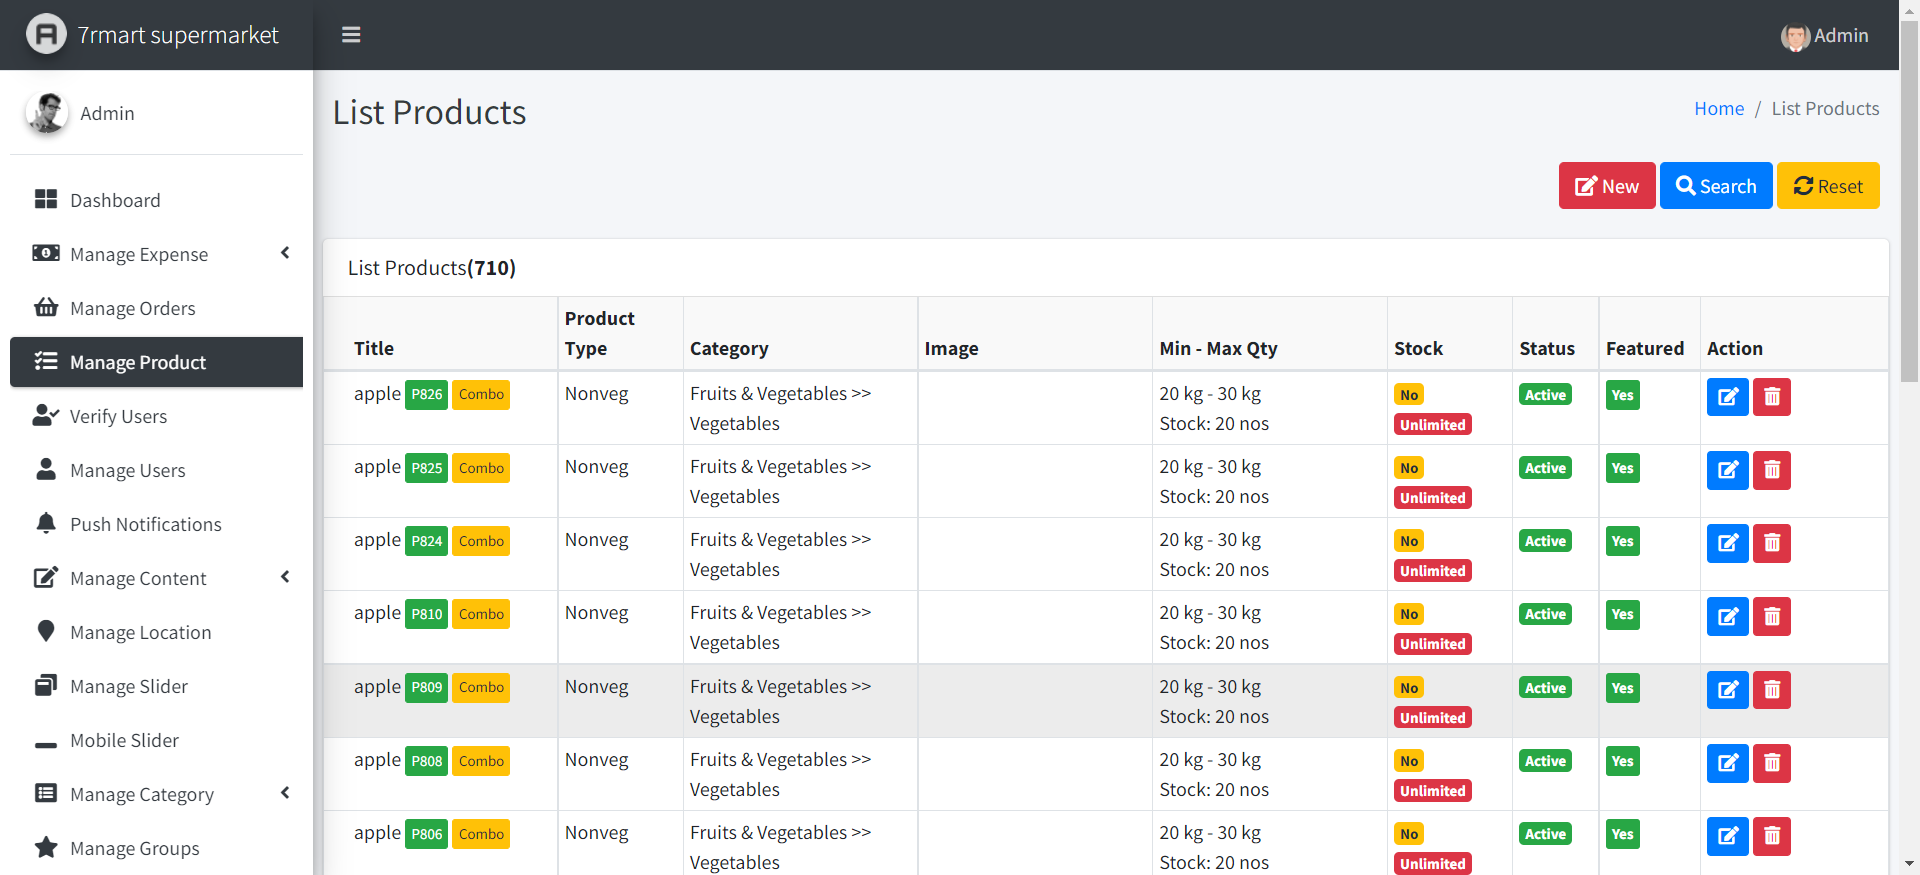 7rmart supermarket
Admin
Admin
Dashboard
Manage Expense
Manage Orders
Manage Product
Verify Users
Manage Users
Push Notifications
Manage Content
Manage Location
Manage Slider
Mobile Slider
Manage Category
Manage Groups
List Products
Home / List Products
New Search Reset
List Products(710)
Title Product Type Category Image Min - Max Qty Stock Status Featured Action
apple P826 Combo Nonveg Fruits & Vegetables >> 20 kg - 30 kg No Active Yes
Vegetables Stock: 20 nos Unlimited
apple P825 Combo Nonveg Fruits & Vegetables >> 20 kg - 30 kg No Active Yes
Vegetables Stock: 20 nos Unlimited
apple P824 Combo Nonveg Fruits & Vegetables >> 20 kg - 30 kg No Active Yes
Vegetables Stock: 20 nos Unlimited
apple P810 Combo Nonveg Fruits & Vegetables >> 20 kg - 30 kg No Active Yes
Vegetables Stock: 20 nos Unlimited
apple P809 Combo Nonveg Fruits & Vegetables >> 20 kg - 30 kg No Active Yes
Vegetables Stock: 20 nos Unlimited
apple P808 Combo Nonveg Fruits & Vegetables >> 20 kg - 30 kg No Active Yes
Vegetables Stock: 20 nos Unlimited
apple P806 Combo Nonveg Fruits & Vegetables >> 20 kg - 30 kg No Active Yes
Vegetables Stock: 20 nos Unlimited